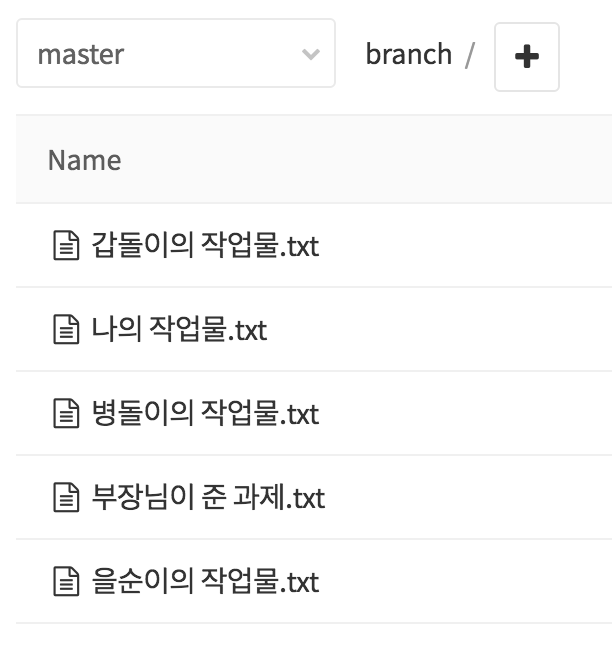 master branch /
Name
갑돌이의 작업물.txt
나의 작업물.txt
병돌이의 작업물.txt
부장님이 준 과제.txt
을순이의 작업물.txt